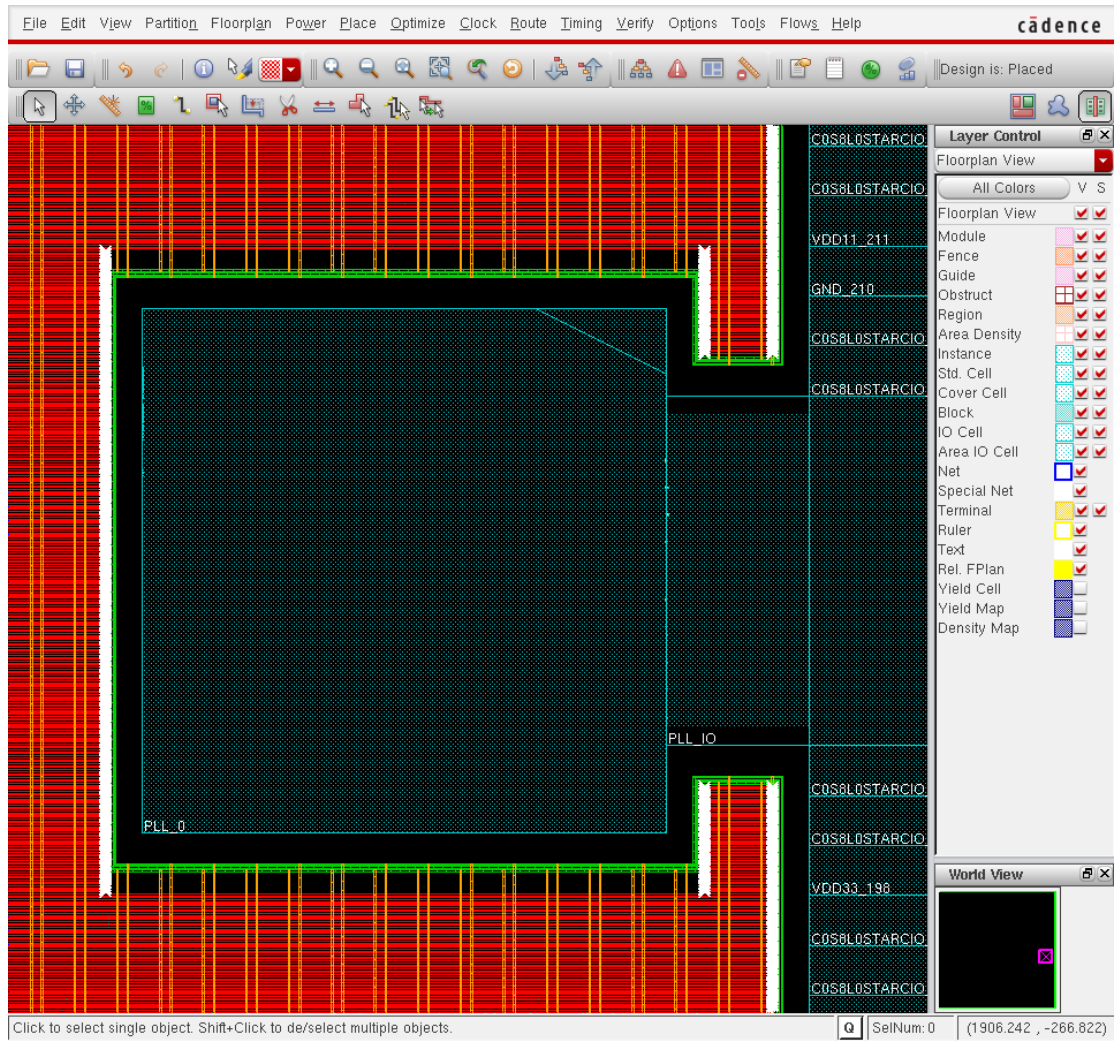 File Edit View Partition Floorplan Power Place Optimize Clock Route Timing Verify Options Tools Flows Help cādence
Design is: Placed
C0S8L0STARCIO
C0S8L0STARCIO
VDD11_211
GND_210
C0S8L0STARCIO
C0S8L0STARCIO
PLL_IO
C0S8L0STARCIO
PLL_0
C0S8L0STARCIO
VDD33_198
C0S8L0STARCIO
C0S8L0STARCIO
Layer Control
Floorplan View
All Colors V S
Floorplan View
Module
Fence
Guide
Obstruct
Region
Area Density
Instance
Std. Cell
Cover Cell
Block
IO Cell
Area IO Cell
Net
Special Net
Terminal
Ruler
Text
Rel. FPlan
Yield Cell
Yield Map
Density Map
World View
Click to select single object. Shift+Click to de/select multiple objects. Q SelNum: 0 (1906.242 , -266.822)